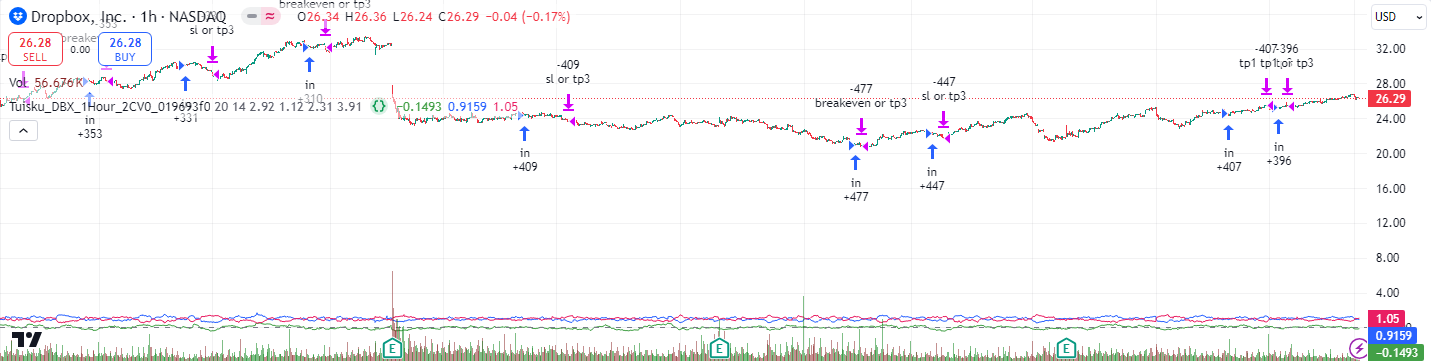 breakeven or tp3
Dropbox, Inc. · 1h · NASDAQ
O26.34 H26.36 L26.24 C26.29 −0.04 (−0.17%)
USD
-353
sl or tp3
26.28
SELL
0.00
26.28
BUY
32.00
-409
sl or tp3
-477
breakeven or tp3
-447
sl or tp3
-407
-396
tp1
28.00
Vol
56.676K
26.29
Tuisku_DBX_1Hour_2CV0_019693f0 20 14 2.92 1.12 2.31 3.91
−0.1493 0.9159 1.05
in
+353
+331
in
-310
24.00
in
+409
in
+477
in
+447
in
+407
in
+396
20.00
16.00
12.00
8.00
4.00
1.05
0.9159
−0.1493
E
E
E